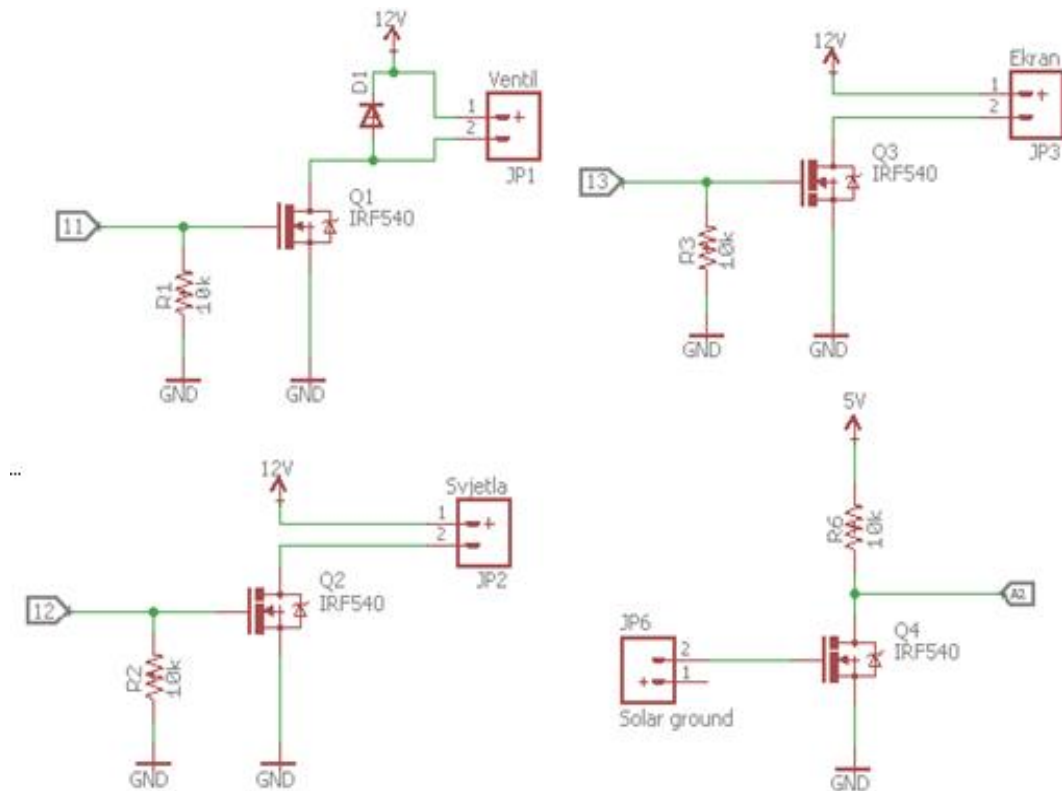 12V
D1
Ventil
1
+
2
JP1
Q1
IRF540
11
R1
10k
GND
GND
12V
Ekran
1
+
2
JP3
Q3
IRF540
13
R3
10k
GND
GND
...
12V
Svjetla
1
+
2
JP2
Q2
IRF540
12
R2
10k
GND
GND
5V
R6
10k
A2
Q4
IRF540
JP6
2
+
1
Solar ground
GND